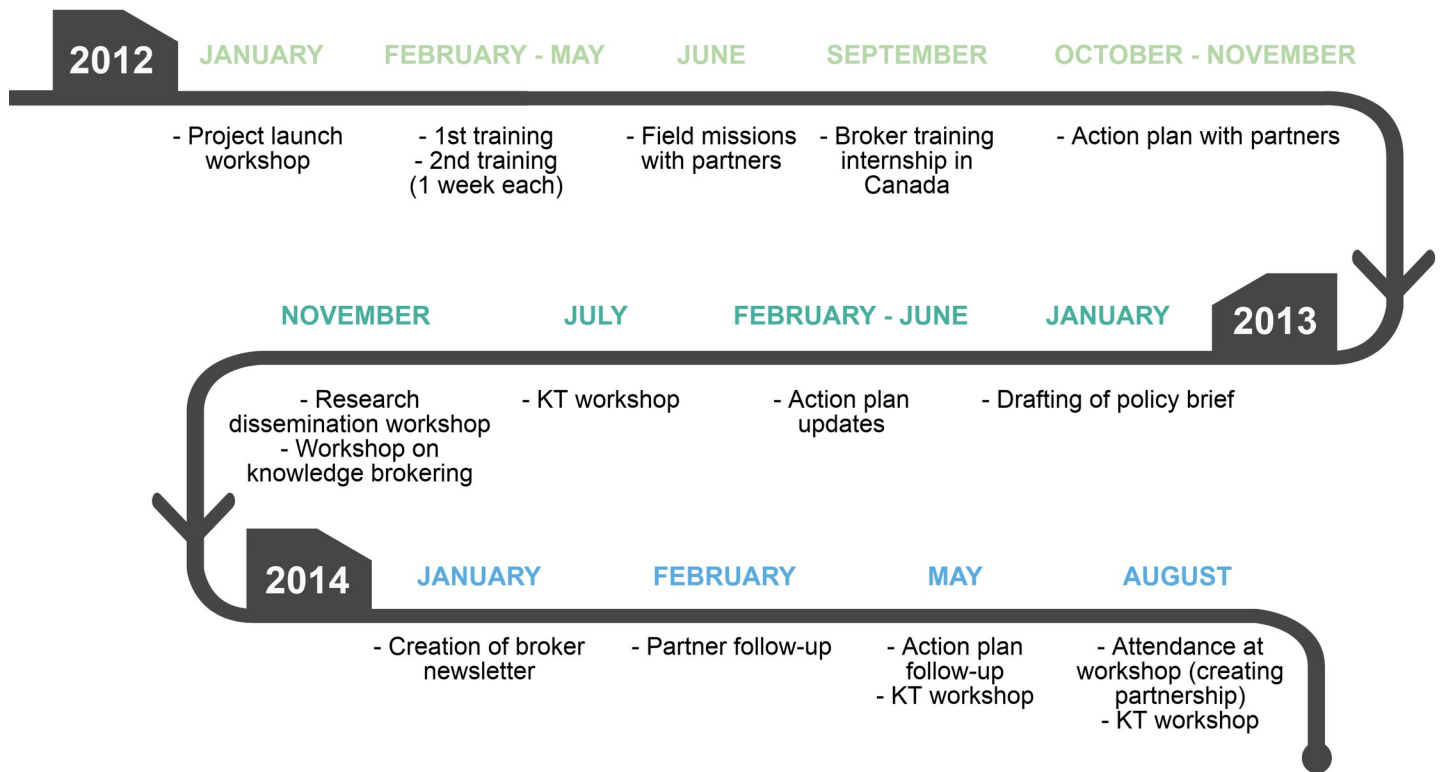 2012
JANUARY
FEBRUARY - MAY
JUNE
SEPTEMBER
OCTOBER - NOVEMBER
- Project launch
workshop
- 1st training
- 2nd training
(1 week each)
- Field missions
with partners
- Broker training
internship in
Canada
- Action plan with partners
2013
JANUARY
FEBRUARY - JUNE
JULY
NOVEMBER
- Drafting of policy brief
- Action plan
updates
- KT workshop
- Research
dissemination workshop
- Workshop on
knowledge brokering
2014
JANUARY
FEBRUARY
MAY
AUGUST
- Creation of broker
newsletter
- Partner follow-up
- Action plan
follow-up
- KT workshop
- Attendance at
workshop (creating
partnership)
- KT workshop